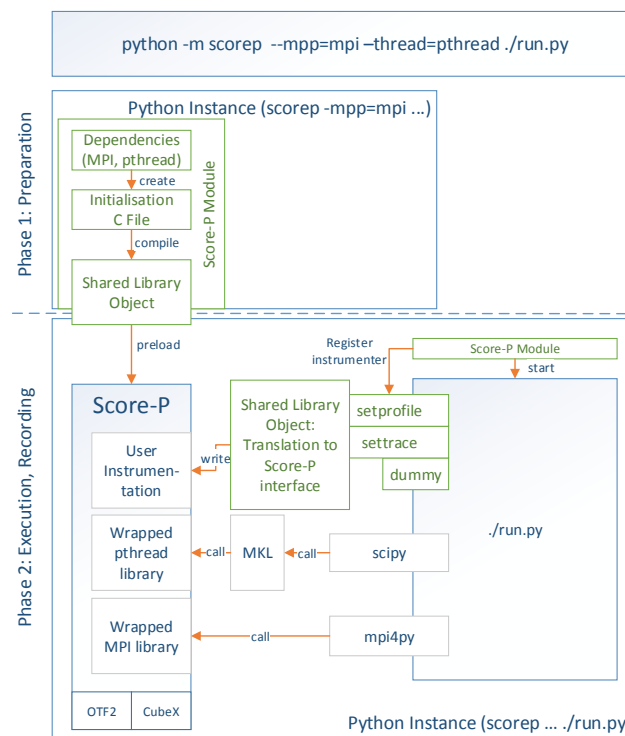 python -m scorep --mpp=mpi –thread=pthread ./run.py
Phase 1: Preparation
Python Instance (scorep -mpp=mpi ...)
Dependencies
(MPI, pthread)
create
Initialisation
C File
compile
Score-P Module
Shared Library
Object
preload
Phase 2: Execution, Recording
Register
instrumenter
Score-P Module
start
Score-P
Shared Library
Object:
Translation to
Score-P
interface
setprofile
settrace
dummy
User
Instrumen-
tation
write
./run.py
Wrapped
pthread
library
call
MKL
call
scipy
Wrapped
MPI library
call
mpi4py
OTF2
CubeX
Python Instance (scorep ... ./run.py